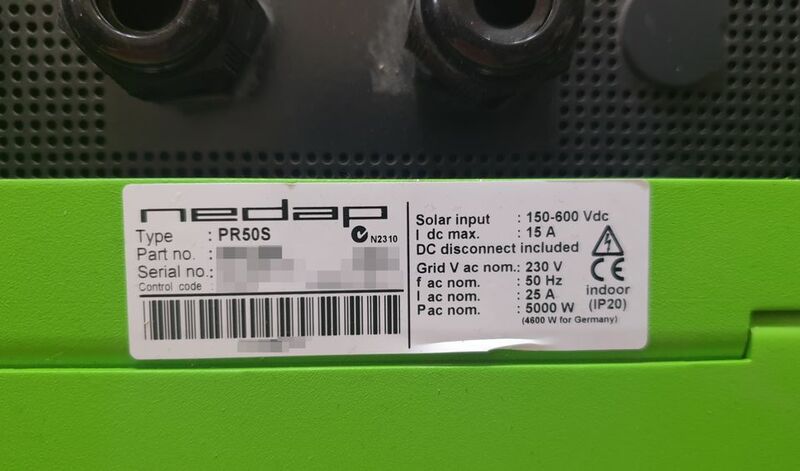 nedap
Type : PR50S
N2310
Part no. :
Serial no.:
Control code :
Solar input : 150-600 Vdc
I dc max. : 15 A
DC disconnect included
Grid V ac nom.: 230 V
f ac nom. : 50 Hz
I ac nom. : 25 A
P ac nom. : 5000 W
(4600 W for Germany)
CE
indoor
(IP20)